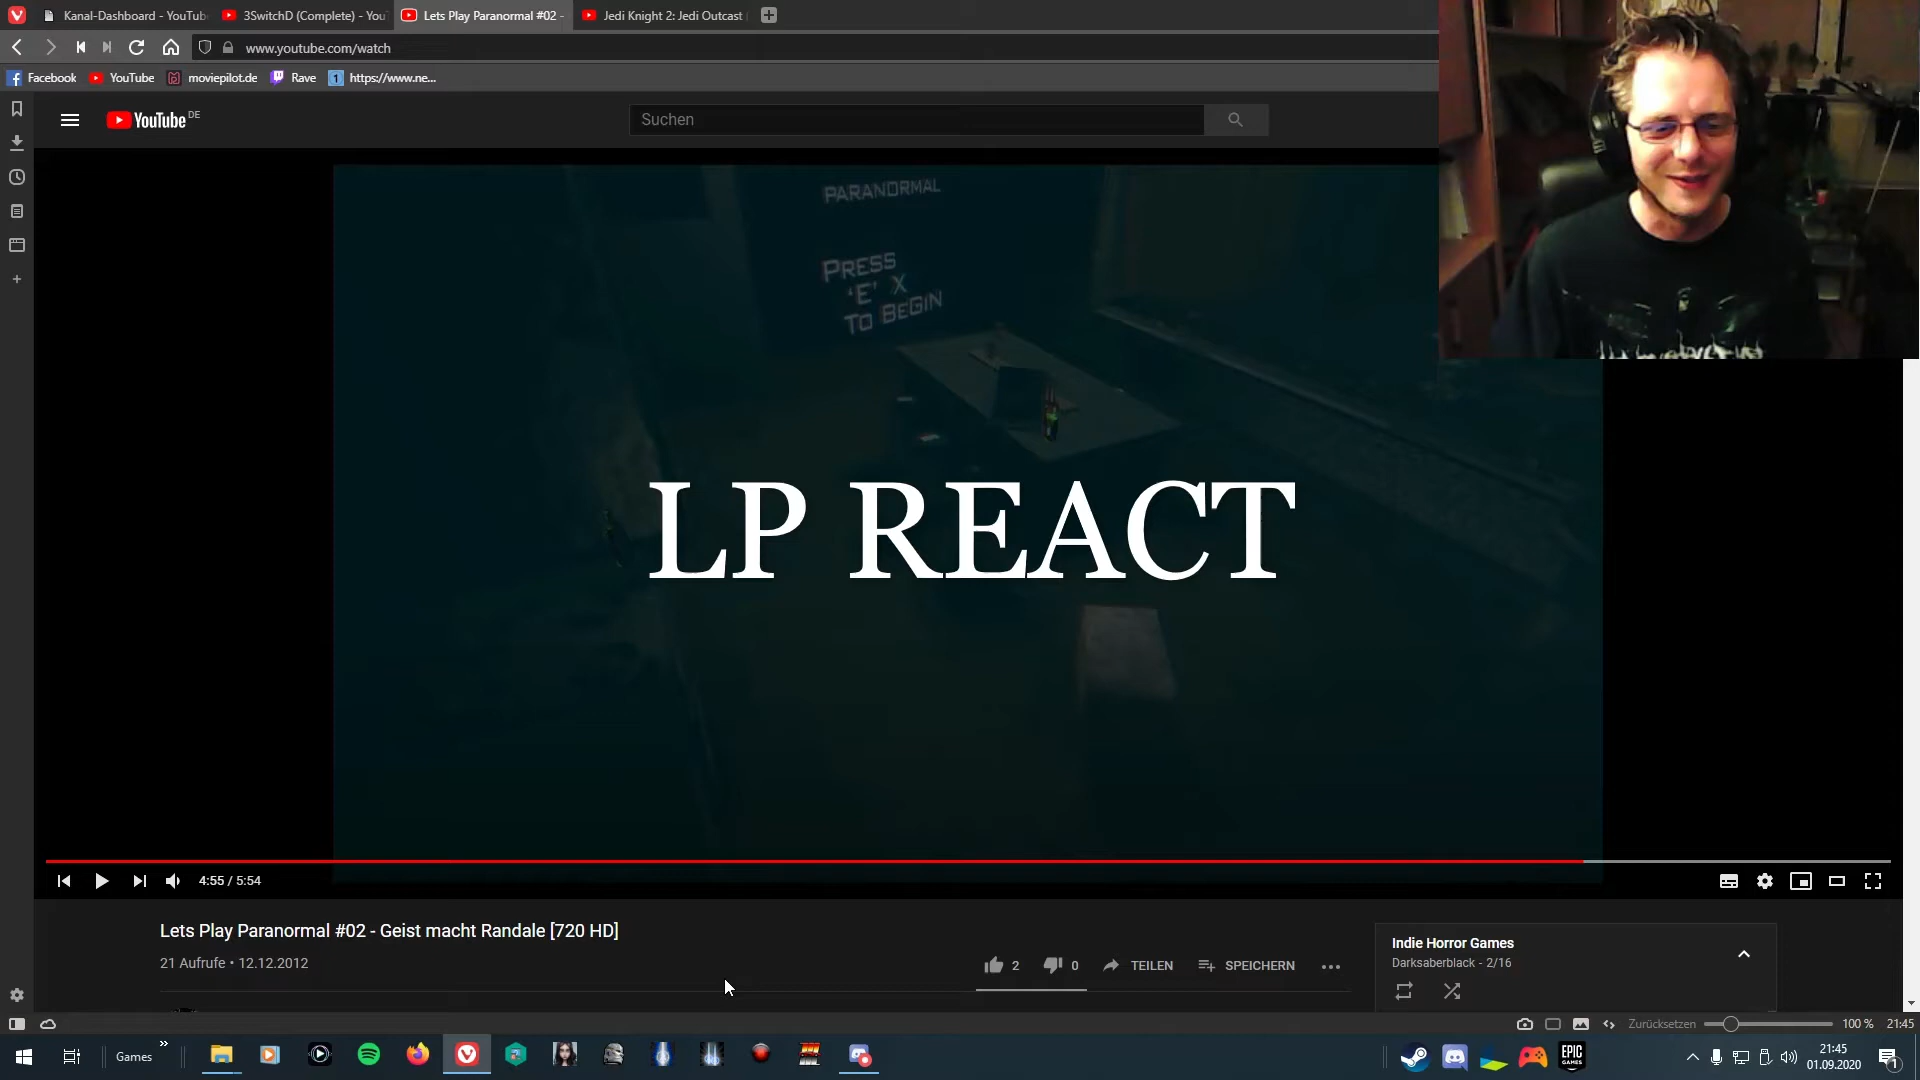 Kanal-Dashboard - YouTub
3SwitchD (Complete) - You
Lets Play Paranormal #02 -
Jedi Knight 2: Jedi Outcast
www.youtube.com/watch
Facebook
YouTube
moviepilot.de
Rave
https://www.ne...
YouTube DE
Suchen
PARANORMAL
PRESS
'E' X
TO BEGIN
LP REACT
4:55 / 5:54
Lets Play Paranormal #02 - Geist macht Randale [720 HD]
21 Aufrufe • 12.12.2012
2
0
TEILEN
SPEICHERN
Indie Horror Games
Darksaberblack - 2/16
Zurücksetzen
100 %
21:45
Games
EPIC
GAMES
21:45
01.09.2020
1